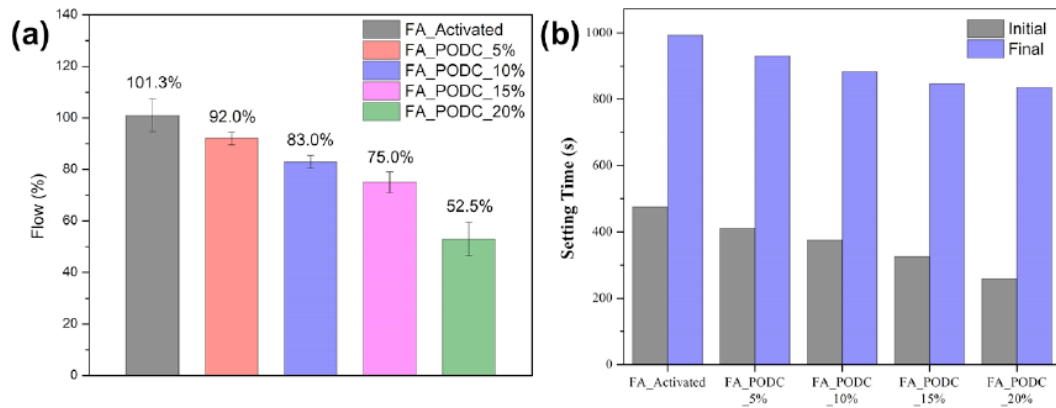 (a)
140
120
100
80
60
40
20
0
Flow (%)
FA_Activated
FA_PODC_5%
FA_PODC_10%
FA_PODC_15%
FA_PODC_20%
101.3%
92.0%
83.0%
75.0%
52.5%
(b)
1000
800
600
400
200
0
Setting Time (s)
Initial
Final
FA_Activated
FA_PODC
_5%
FA_PODC
_10%
FA_PODC
_15%
FA_PODC
_20%